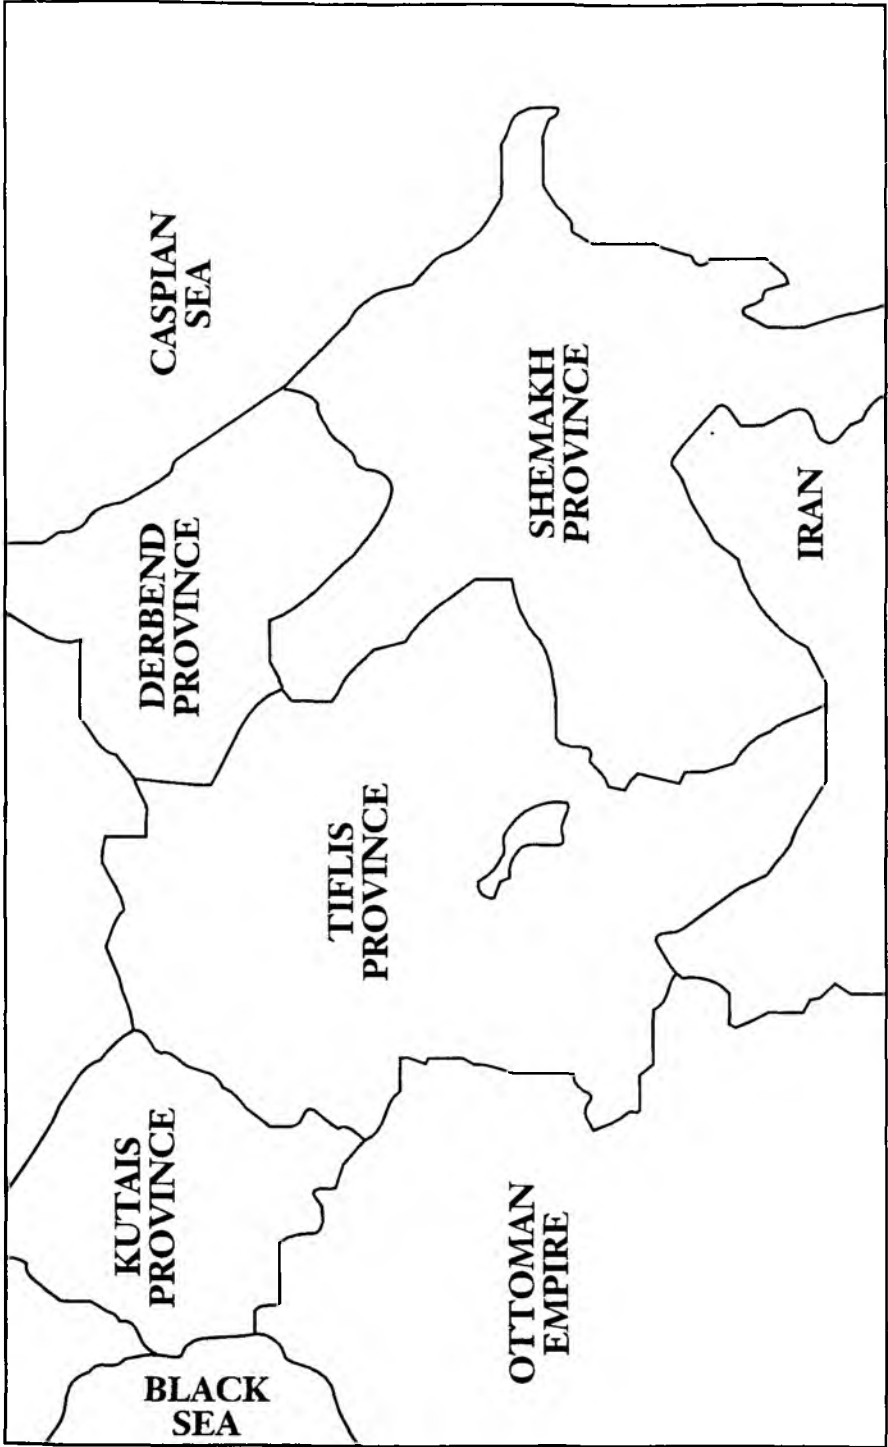 CASPIAN
SEA
DERBEND
PROVINCE
SHEMAKH
PROVINCE
IRAN
TIFLIS
PROVINCE
KUTAIS
PROVINCE
OTTOMAN
EMPIRE
BLACK
SEA